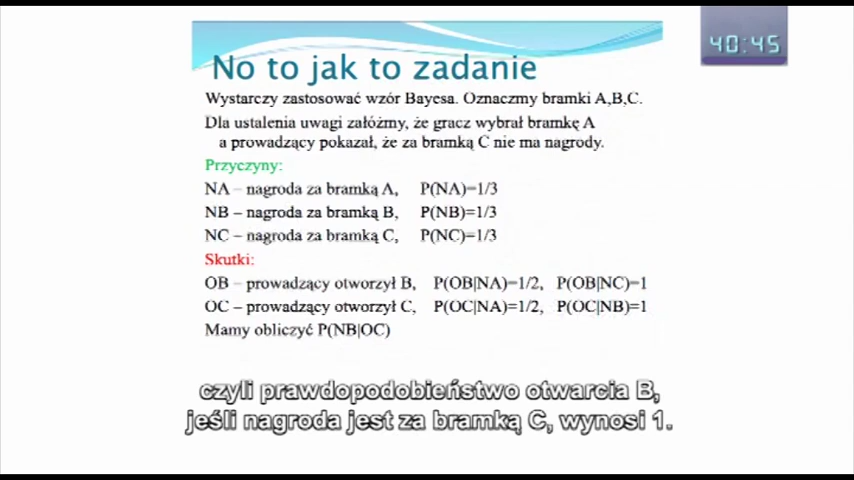 40:45
No to jak to zadanie
Wystarczy zastosować wzór Bayesa. Oznaczmy bramki A,B,C.
Dla ustalenia uwagi załóżmy, że gracz wybrał bramkę A
a prowadzący pokazał, że za bramką C nie ma nagrody.
Przyczyny:
NA – nagroda za bramką A, P(NA)=1/3
NB – nagroda za bramką B, P(NB)=1/3
NC – nagroda za bramką C, P(NC)=1/3
Skutki:
OB – prowadzący otworzył B, P(OB|NA)=1/2, P(OB|NC)=1
OC – prowadzący otworzył C, P(OC|NA)=1/2, P(OC|NB)=1
Mamy obliczyć P(NB|OC)
czyli prawdopodobieństwo otwarcia B,
jeśli nagroda jest za bramką C, wynosi 1.